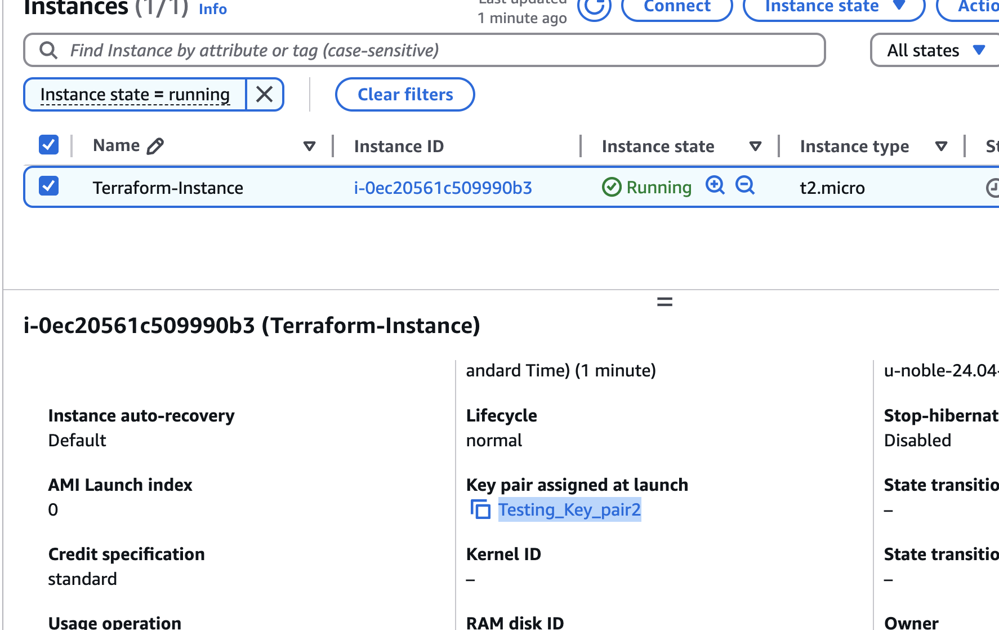 Instances (1/1) Info
Last updated
1 minute ago
Connect
Instance state
Find Instance by attribute or tag (case-sensitive)
All states
Instance state = running
Clear filters
Name Instance ID Instance state Instance type
Terraform-Instance i-0ec20561c509990b3 Running t2.micro
i-0ec20561c509990b3 (Terraform-Instance)
andard Time) (1 minute)
u-noble-24.04-
Instance auto-recovery
Default
Lifecycle
normal
Stop-hibernat
Disabled
AMI Launch index
0
Key pair assigned at launch
Testing_Key_pair2
State transitio
–
Credit specification
standard
Kernel ID
–
State transitio
–
Usage operation
RAM disk ID
Owner